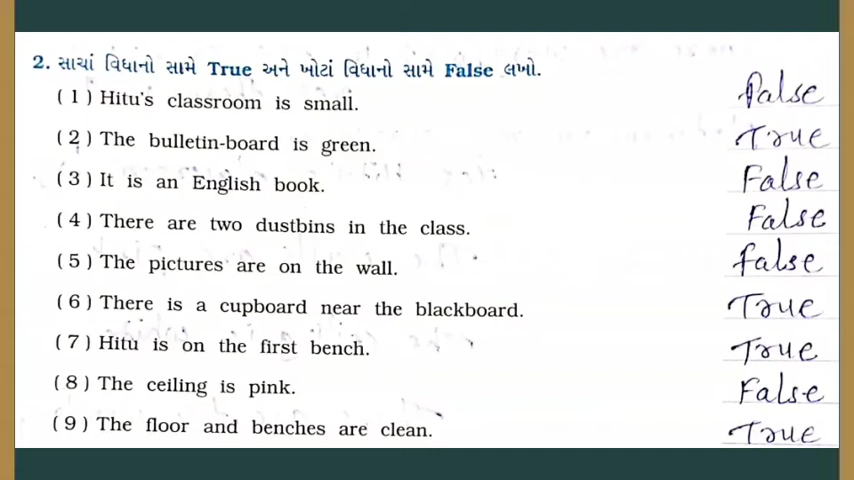 2. સાચાં વિધાનો સામે True અને ખોટાં વિધાનો સામે False લખો.
(1) Hitu's classroom is small. False
(2) The bulletin-board is green. True
(3) It is an English book. False
(4) There are two dustbins in the class. False
(5) The pictures are on the wall. false
(6) There is a cupboard near the blackboard. True
(7) Hitu is on the first bench. True
(8) The ceiling is pink. False
(9) The floor and benches are clean. True